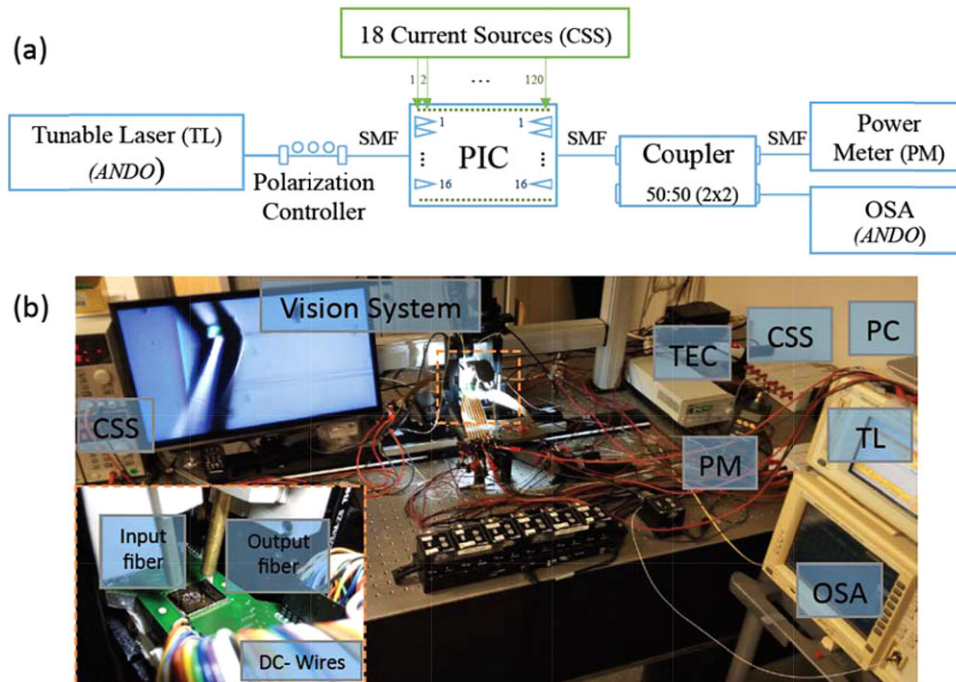 (a)
18 Current Sources (CSS)
1 2 ... 120
Tunable Laser (TL)
(ANDO)
SMF
Polarization
Controller
1 1
PIC
16 16
SMF
Coupler
50:50 (2x2)
SMF
Power
Meter (PM)
OSA
(ANDO)
(b)
Vision System
TEC
CSS
PC
CSS
PM
TL
Input
fiber
Output
fiber
OSA
DC- Wires